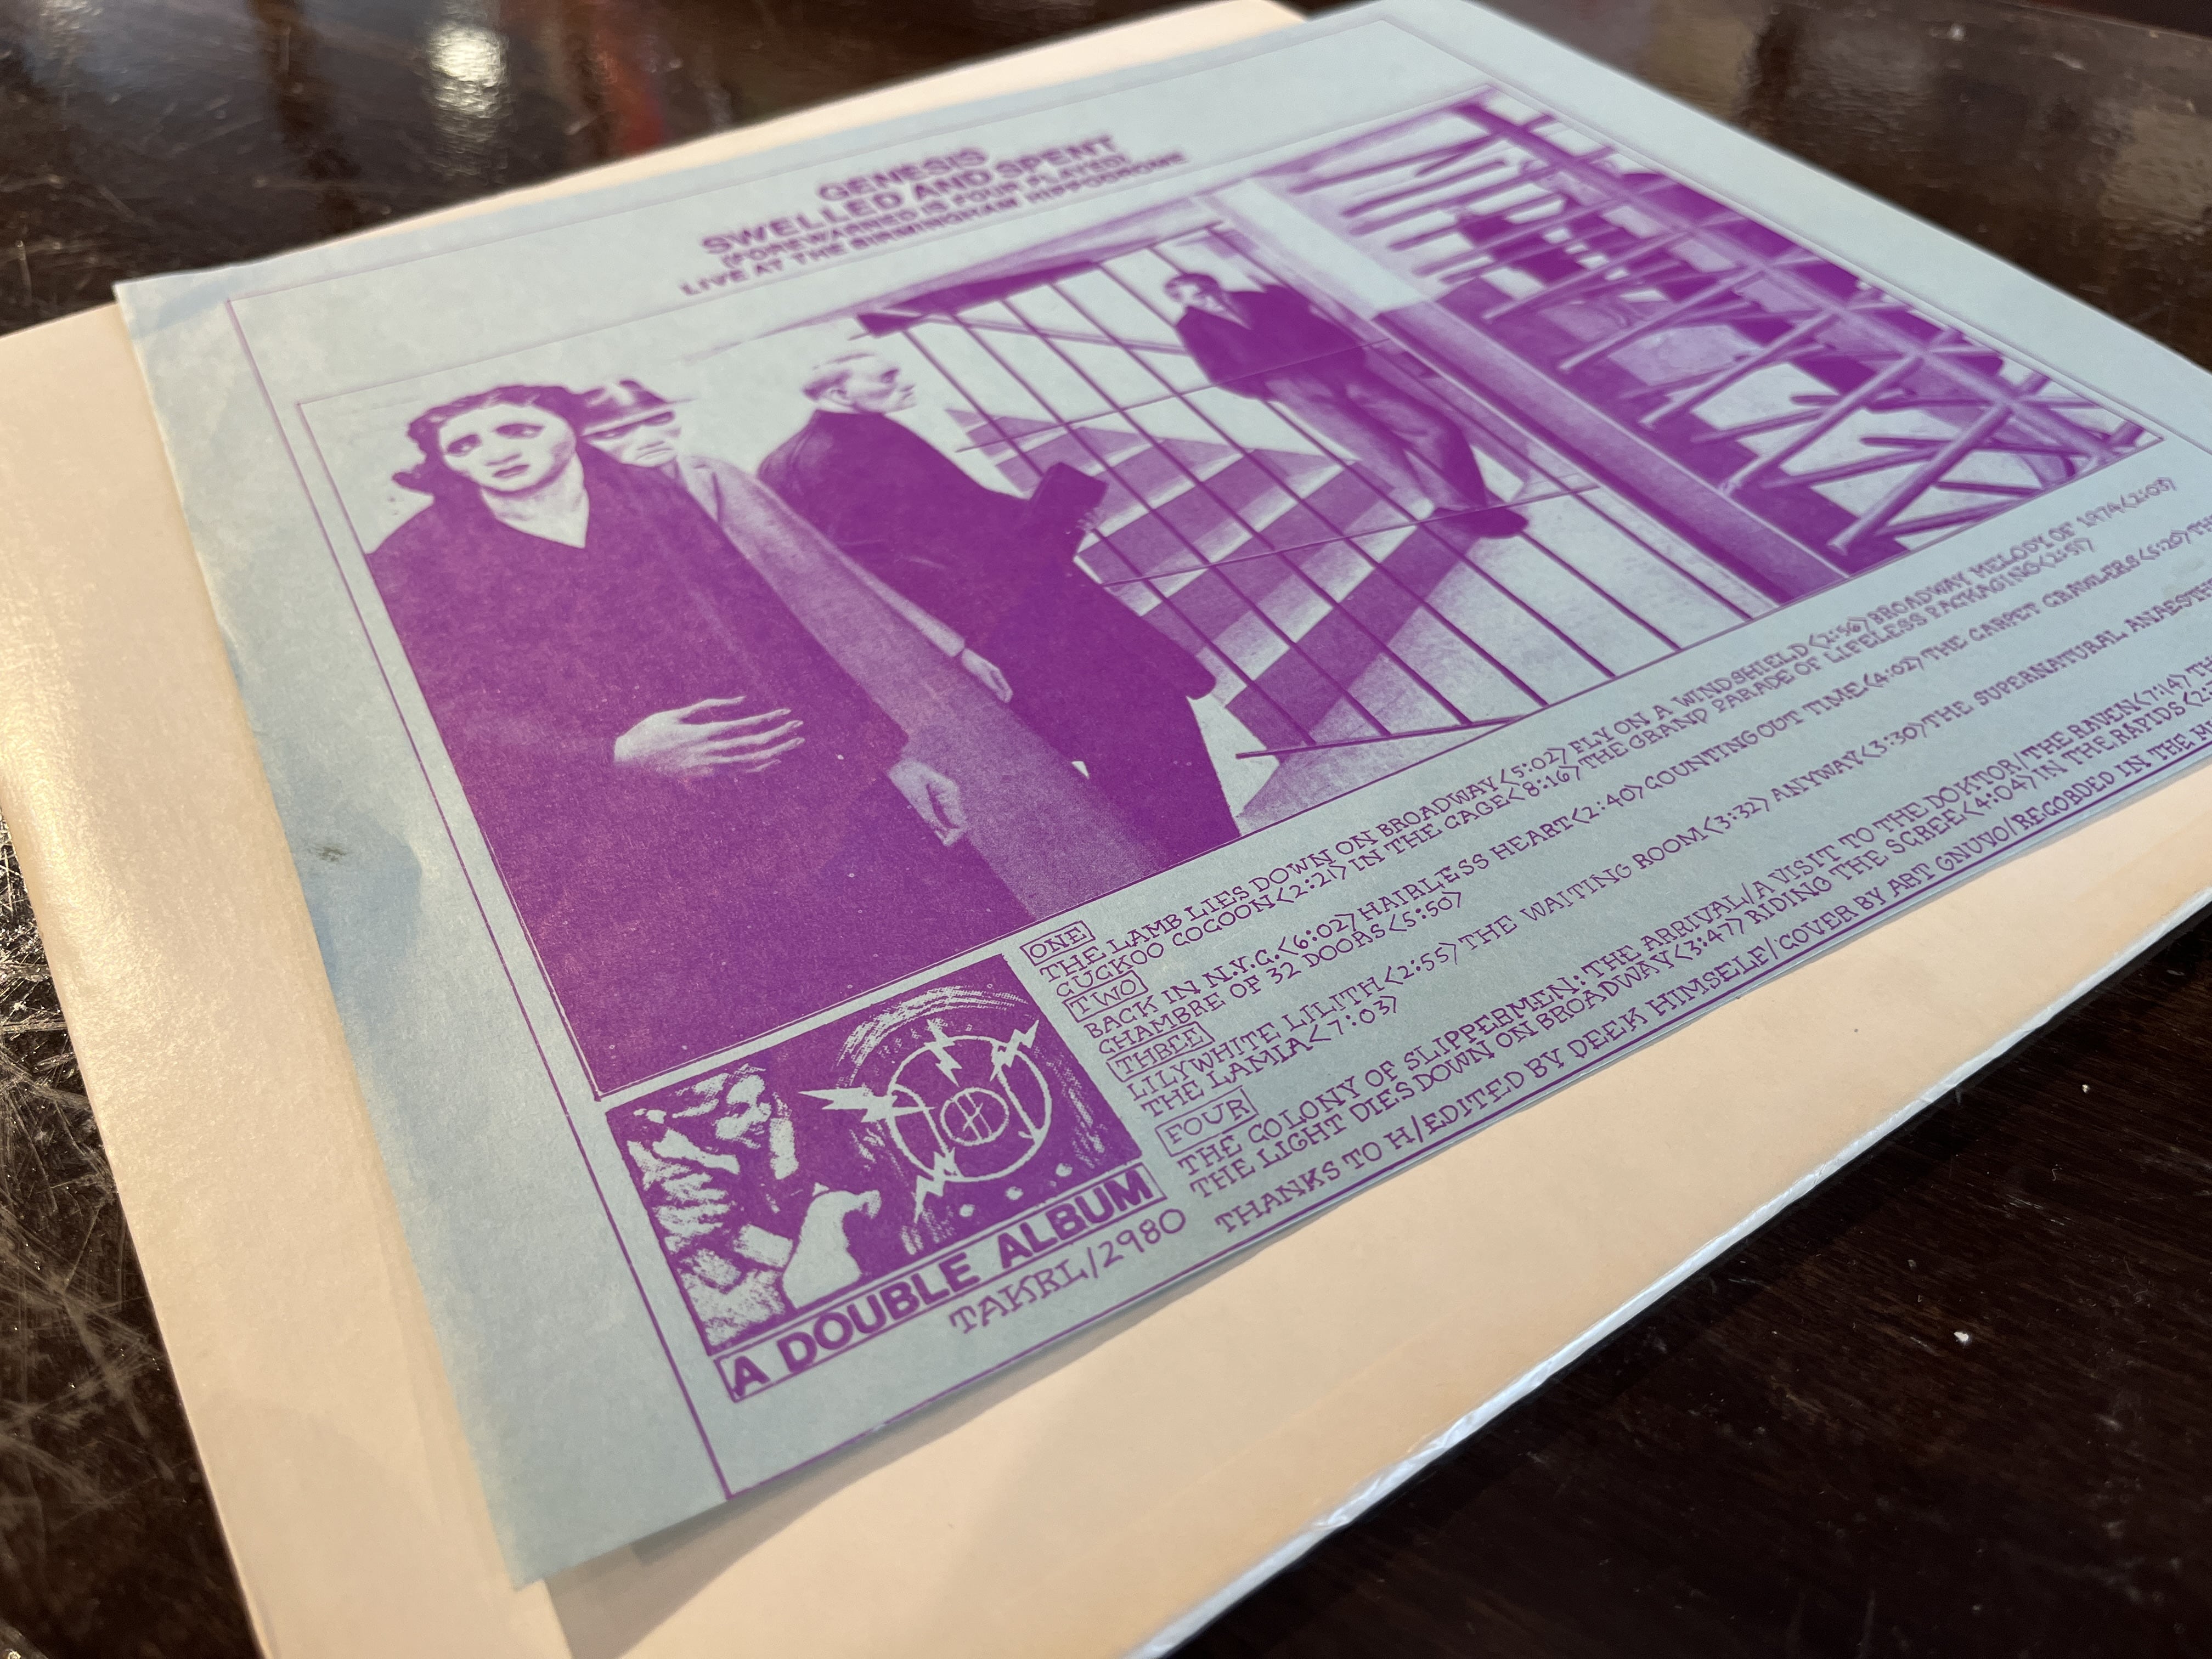 GENESIS
SWELLED AND SPENT
(FOREWARNED IS FOUR PLAYED)
LIVE AT THE BIRMINGHAM HIPPODROME
ONE
THE LAMB LIES DOWN ON BROADWAY<5:02> FLY ON A WINDSHIELD <2:56> BROADWAY MELODY OF 1974<2:03>
CUCKOO COCOON<2:21> IN THE CAGE<8:16> THE GRAND PARADE OF LIFELESS PACKAGING<2:57>
TWO
BACK IN N.Y.C.<6:02> HAIRLESS HEART<2:40> COUNTING OUT TIME<4:02> THE CARPET CRAWLERS<5:20>
CHAMBRE OF 32 DOORS<5:50>
THREE
LILYWHITE LILITH<2:55> THE WAITING ROOM<3:32> ANYWAY<3:30> THE SUPERNATURAL
THE LAMIA<7:03>
FOUR
THE COLONY OF SLIPPERMEN: THE ARRIVAL/A VISIT TO THE DOKTOR/THE RAVEN<7:14>
THE LIGHT DIES DOWN ON BROADWAY<3:47> RIDING THE SCREE<4:04> IN THE RAPIDS
THANKS TO H/EDITED BY DEEK HIMSELF/COVER BY ART GNUVO/RECORDED IN THE
A DOUBLE ALBUM
TAKRL/2980